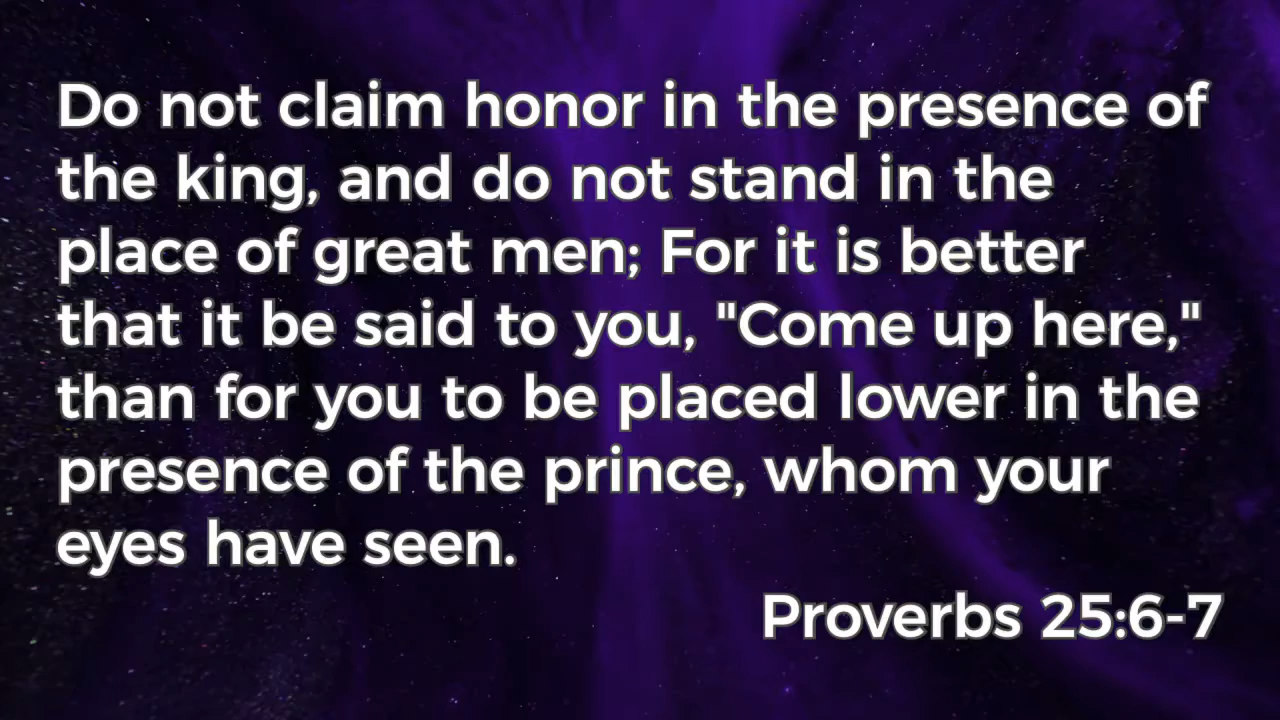 Do not claim honor in the presence of
the king, and do not stand in the
place of great men; For it is better
that it be said to you, "Come up here,"
than for you to be placed lower in the
presence of the prince, whom your
eyes have seen.
Proverbs 25:6-7